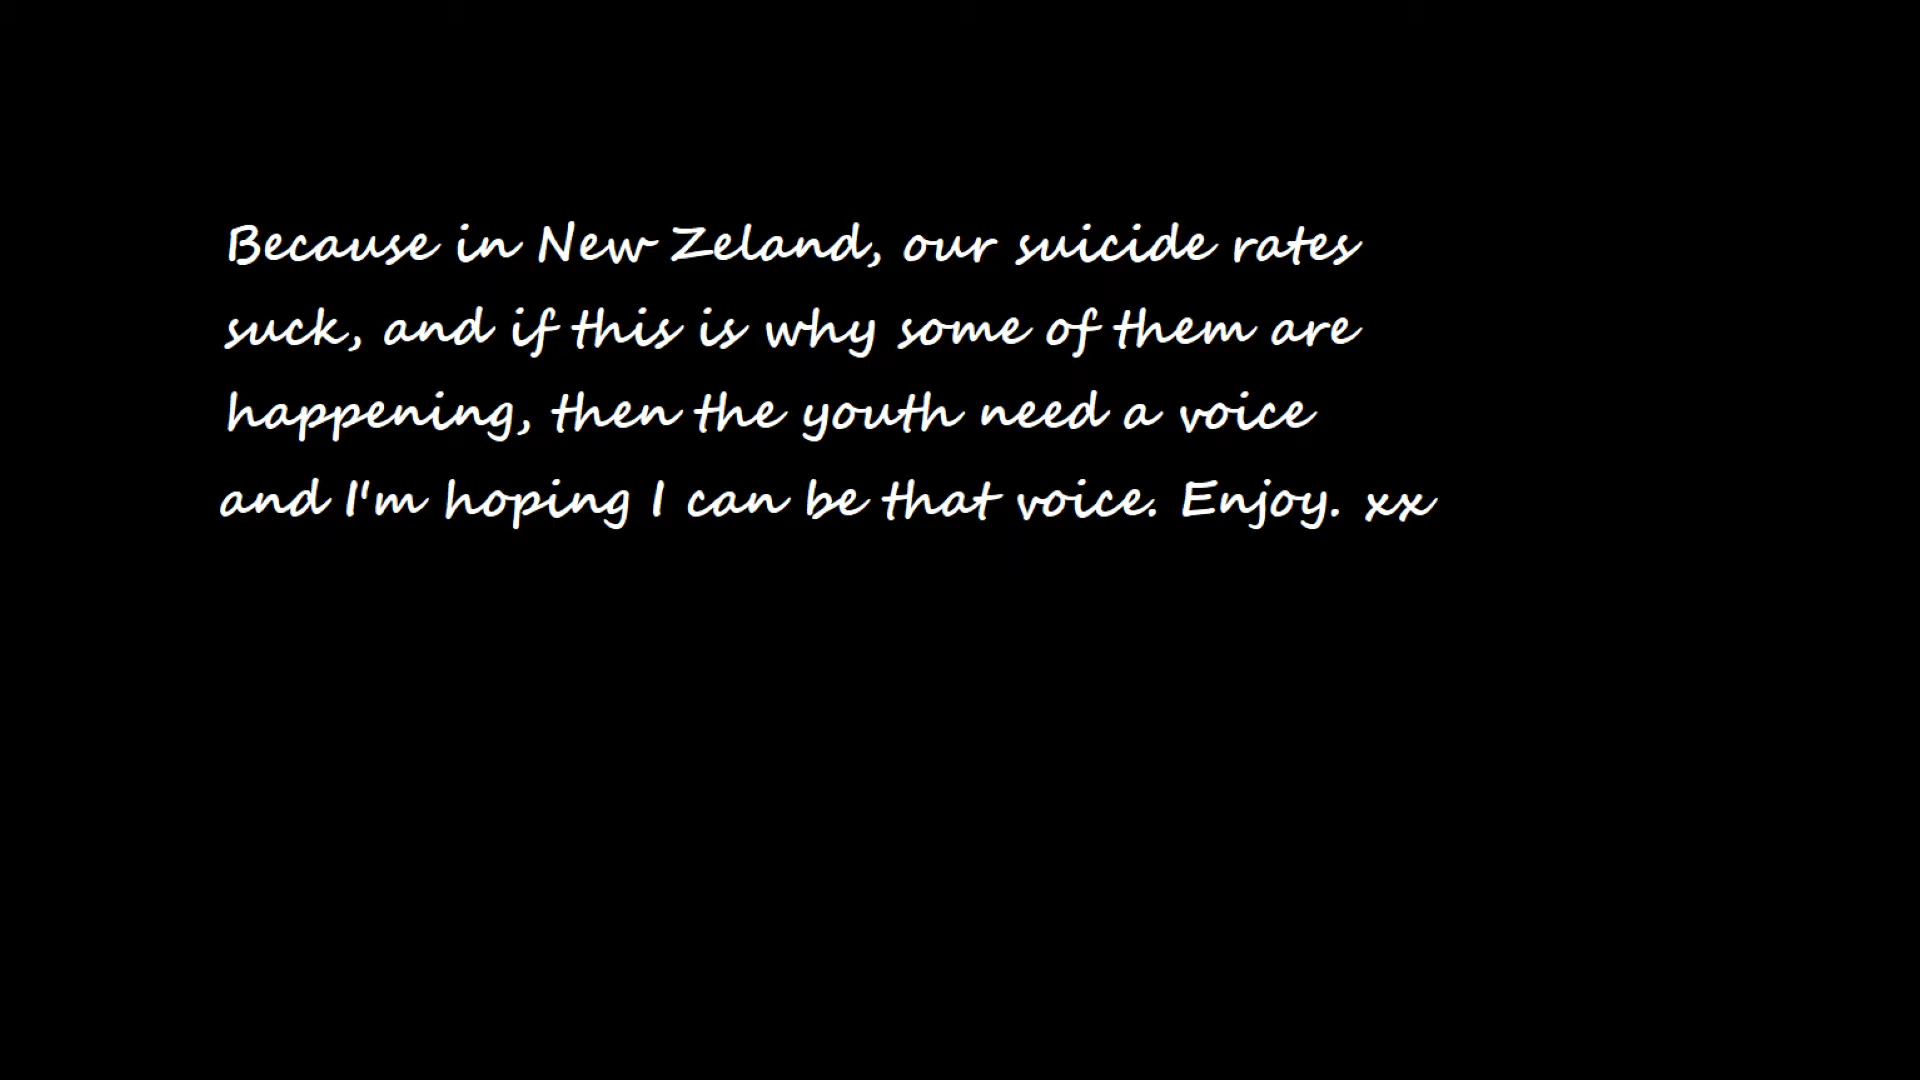 Because in New Zeland, our suicide rates
suck, and if this is why some of them are
happening, then the youth need a voice
and I'm hoping I can be that voice. Enjoy. xx